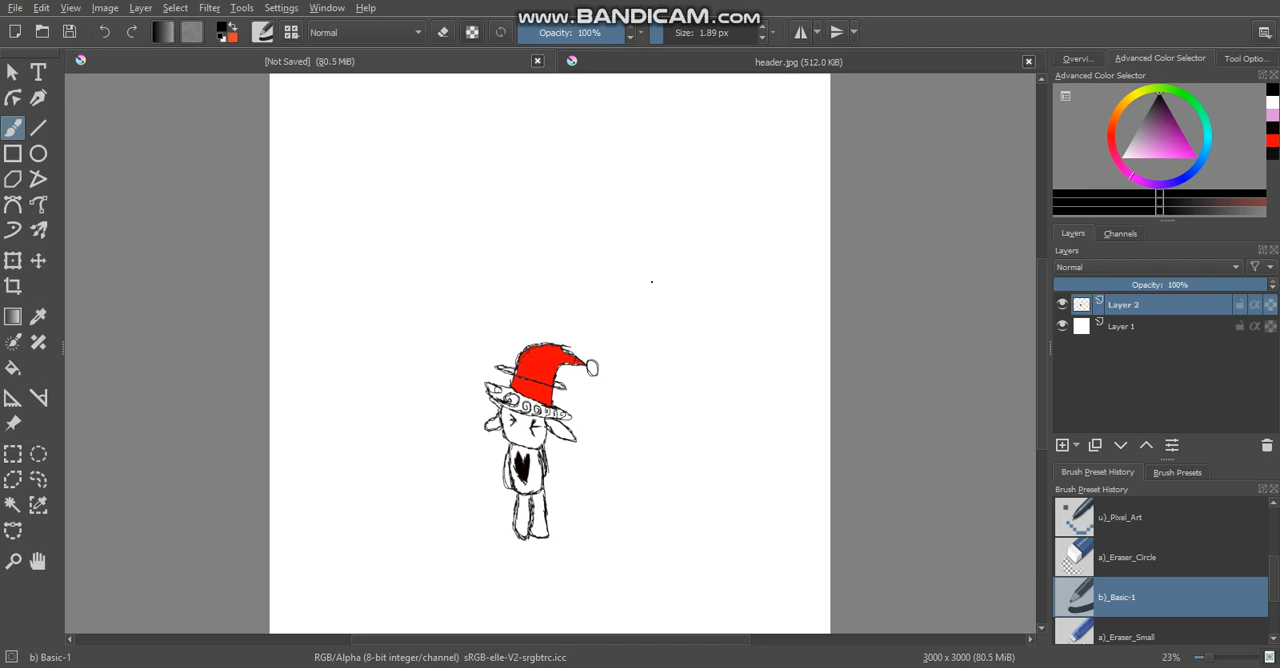 File Edit View Image Layer Select Filter Tools Settings Window Help
www.BANDICAM.com
Normal
Opacity: 100%
Size: 1.89 px
[Not Saved] (80.5 MB)
header.jpg (512.0 KiB)
Overvi...
Advanced Color Selector
Tool Optio...
Advanced Color Selector
Layers
Channels
Layers
Normal
Opacity: 100%
Layer 2
Layer 1
Brush Preset History
Brush Presets
Brush Preset History
u)_Pixel_Art
a)_Eraser_Circle
b)_Basic-1
a)_Eraser_Small
b) Basic-1
RGB/Alpha (8-bit integer/channel) sRGB-elle-V2-srgbtrc.icc
3000 x 3000 (80.5 MiB)
23%